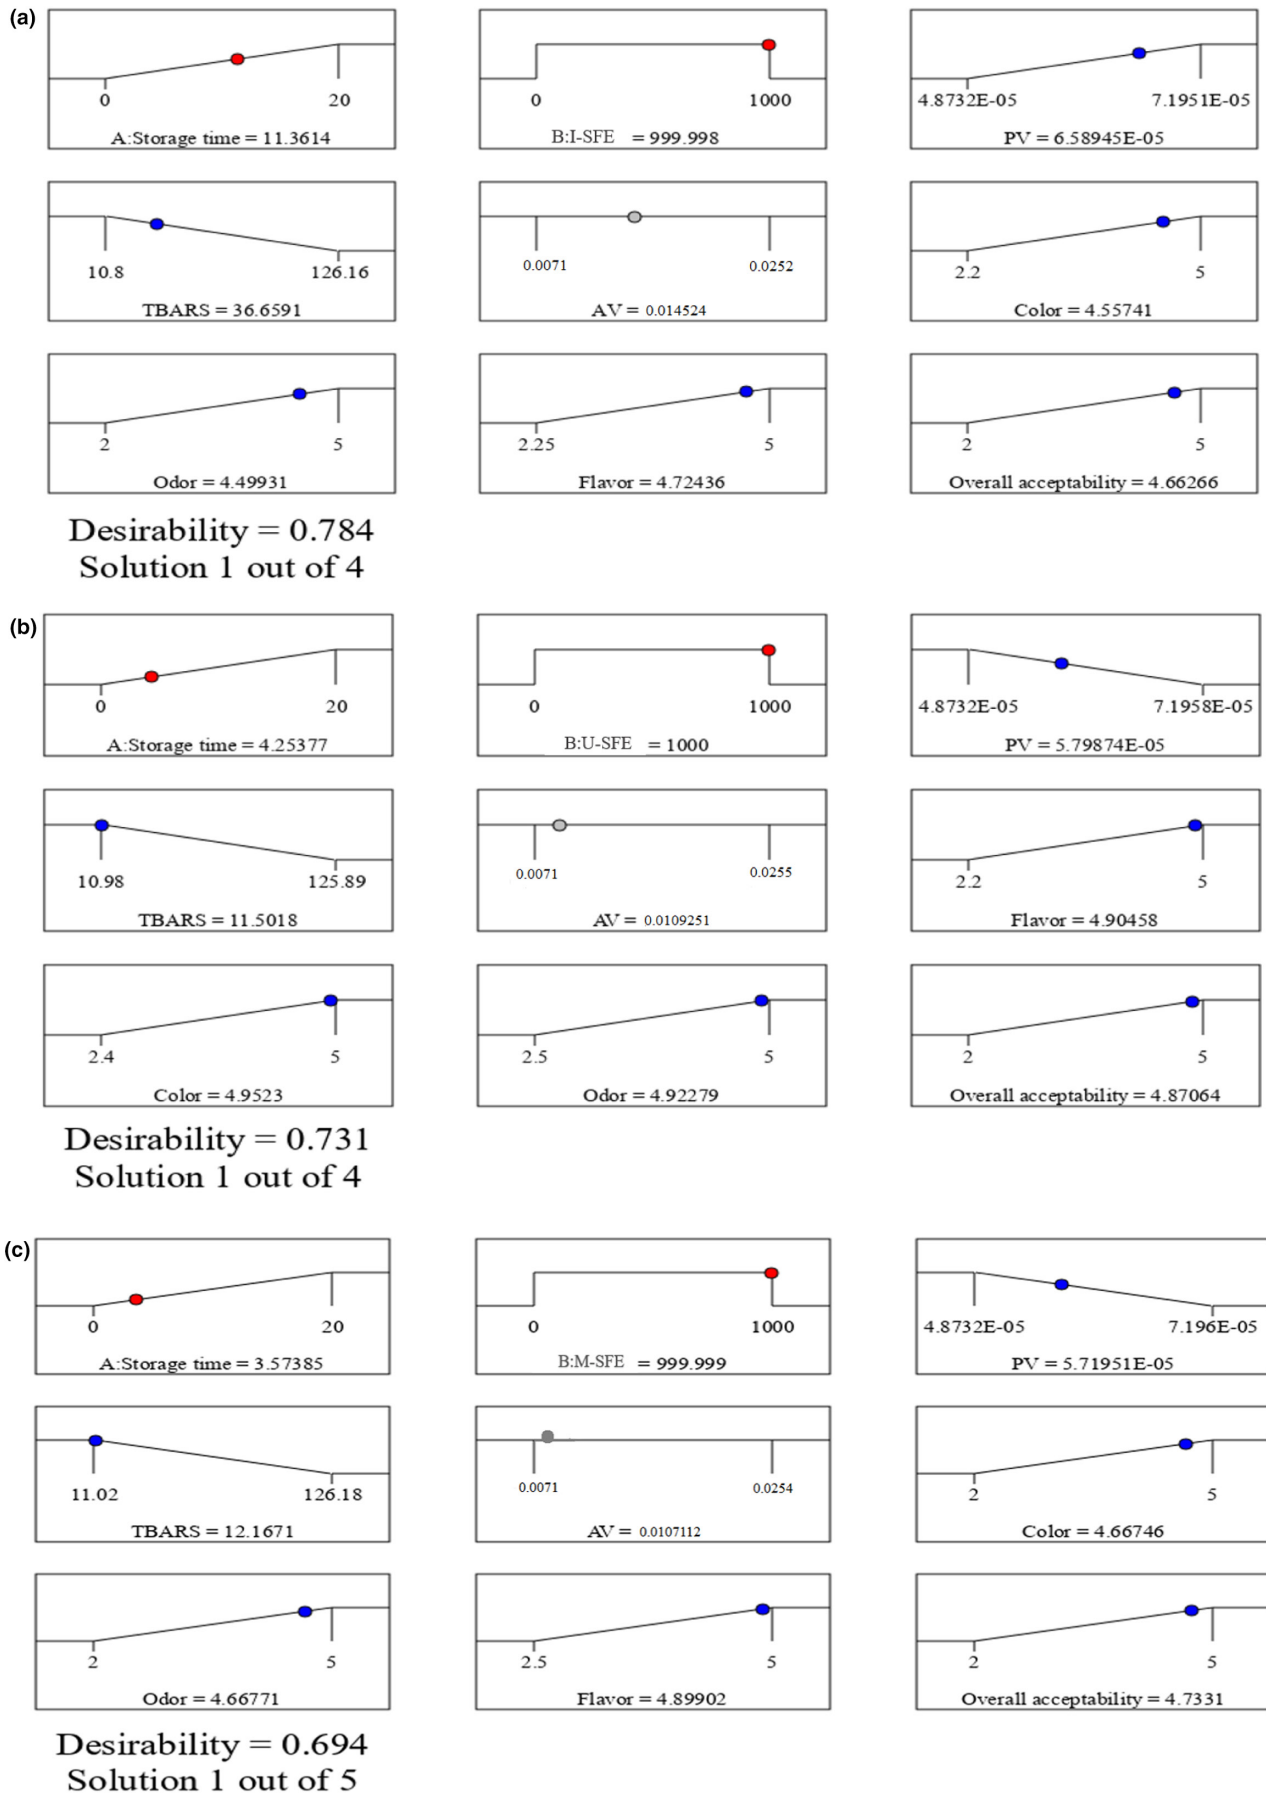 (a)
0 20
A:Storage time = 11.3614
0 1000
B:I-SFE = 999.998
4.8732E-05 7.1951E-05
PV = 6.58945E-05
10.8 126.16
TBARS = 36.6591
0.0071 0.0252
AV = 0.014524
2.2 5
Color = 4.55741
2 5
Odor = 4.49931
2.25 5
Flavor = 4.72436
2 5
Overall acceptability = 4.66266
Desirability = 0.784
Solution 1 out of 4
(b)
0 20
A:Storage time = 4.25377
0 1000
B:U-SFE = 1000
4.8732E-05 7.1958E-05
PV = 5.79874E-05
10.98 125.89
TBARS = 11.5018
0.0071 0.0255
AV = 0.0109251
2.2 5
Flavor = 4.90458
2.4 5
Color = 4.9523
2.5 5
Odor = 4.92279
2 5
Overall acceptability = 4.87064
Desirability = 0.731
Solution 1 out of 4
(c)
0 20
A:Storage time = 3.57385
0 1000
B:M-SFE = 999.999
4.8732E-05 7.196E-05
PV = 5.71951E-05
11.02 126.18
TBARS = 12.1671
0.0071 0.0254
AV = 0.0107112
2 5
Color = 4.66746
2 5
Odor = 4.66771
2.5 5
Flavor = 4.89902
2 5
Overall acceptability = 4.7331
Desirability = 0.694
Solution 1 out of 5